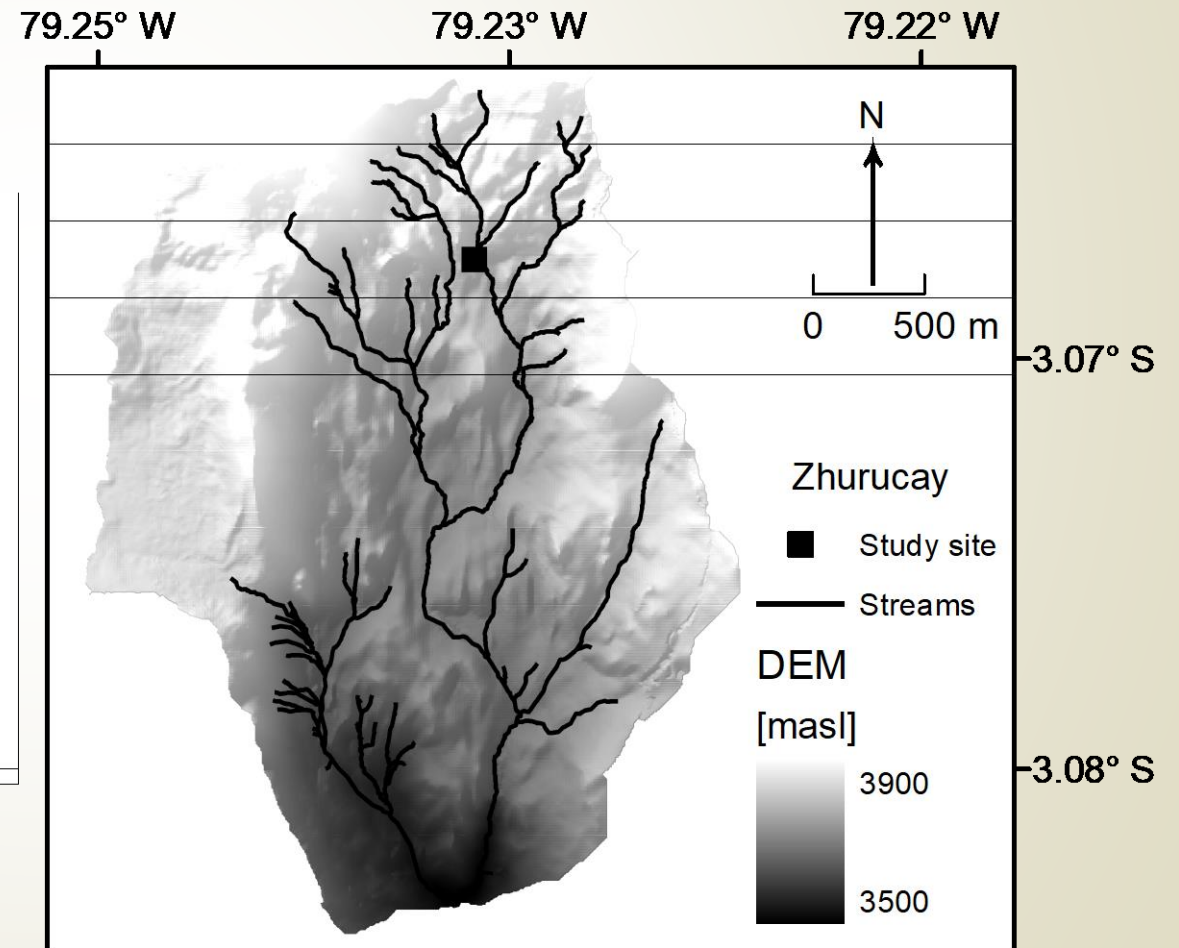 79.25° W 79.23° W 79.22° W
N
0 500 m
3.07° S
Zhurucay
Study site
Streams
DEM
[masl]
3.08° S
3900
3500